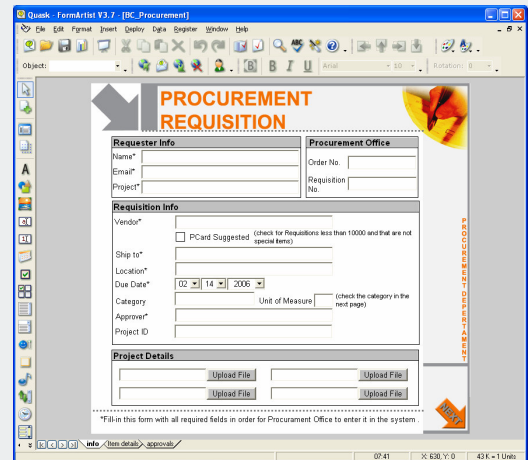 Quask - FormArtist V3.7 - [BC_Procurement]
File Edit Format Insert Deploy Data Register Window Help
Object: B B I U Arial 10 Rotation: 0
PROCUREMENT
REQUISITION
Requester Info
Name*
Email*
Project*
Procurement Office
Order No.
Requisition
No.
Requisition Info
Vendor*
PCard Suggested (check for Requisitions less than 10000 and that are not
special items)
Ship to*
Location*
Due Date* 02 14 2006
Category Unit of Measure (check the category in the
next page)
Approver*
Project ID
PROCUREMENT DEPERTAMENT
Project Details
Upload File Upload File
Upload File Upload File
NEXT
*Fill-in this form with all required fields in order for Procurament Office to enter it in the system .
info Item details approvals
07:41 X: 630, Y: 0 43 K = 1 Units